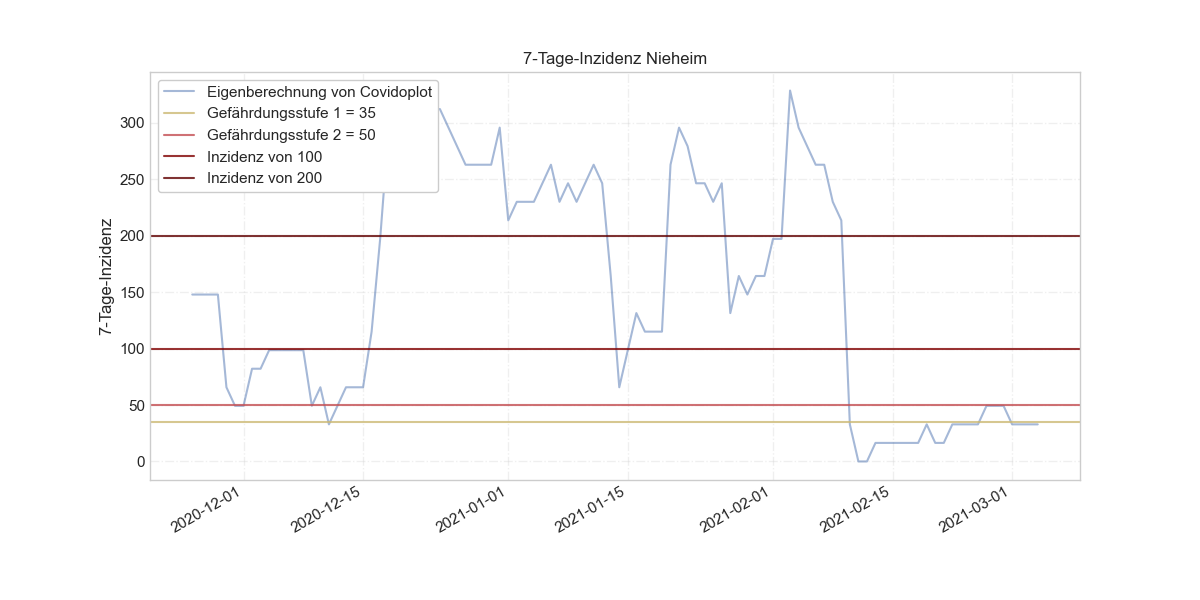 7-Tage-Inzidenz Nieheim
Eigenberechnung von Covidoplot
Gefährdungsstufe 1 = 35
Gefährdungsstufe 2 = 50
Inzidenz von 100
Inzidenz von 200
7-Tage-Inzidenz
300
250
200
150
100
50
0
2020-12-01
2020-12-15
2021-01-01
2021-01-15
2021-02-01
2021-02-15
2021-03-01